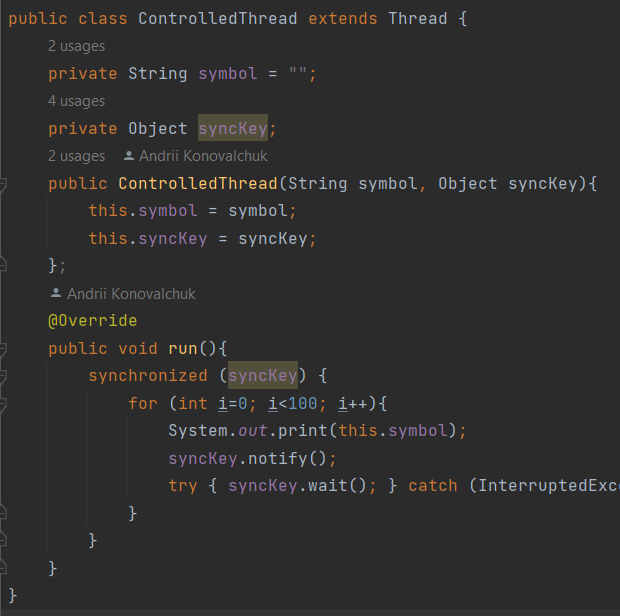 public class ControlledThread extends Thread {
2 usages
private String symbol = "";
4 usages
private Object syncKey;
2 usages Andrii Konovalchuk
public ControlledThread(String symbol, Object syncKey){
this.symbol = symbol;
this.syncKey = syncKey;
};
Andrii Konovalchuk
@Override
public void run(){
synchronized (syncKey) {
for (int i=0; i<100; i++){
System.out.print(this.symbol);
syncKey.notify();
try { syncKey.wait(); } catch (InterruptedExc
}
}
}
}